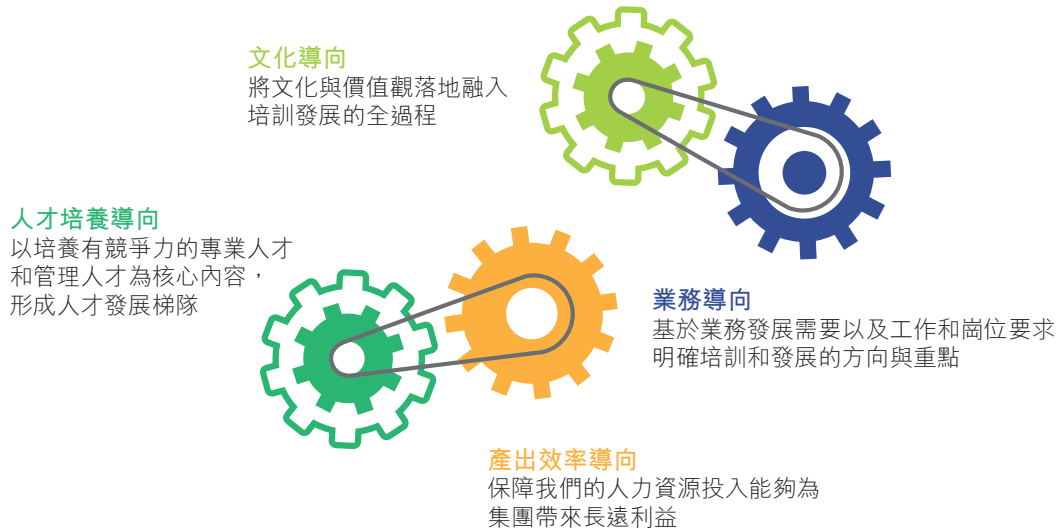 文化導向
將文化與價值觀落地融入
培訓發展的全過程
人才培養導向
以培養有競爭力的專業人才
和管理人才為核心內容，
形成人才發展梯隊
業務導向
基於業務發展需要以及工作和崗位要求
明確培訓和發展的方向與重點
產出效率導向
保障我們的人力資源投入能夠為
集團帶來長遠利益